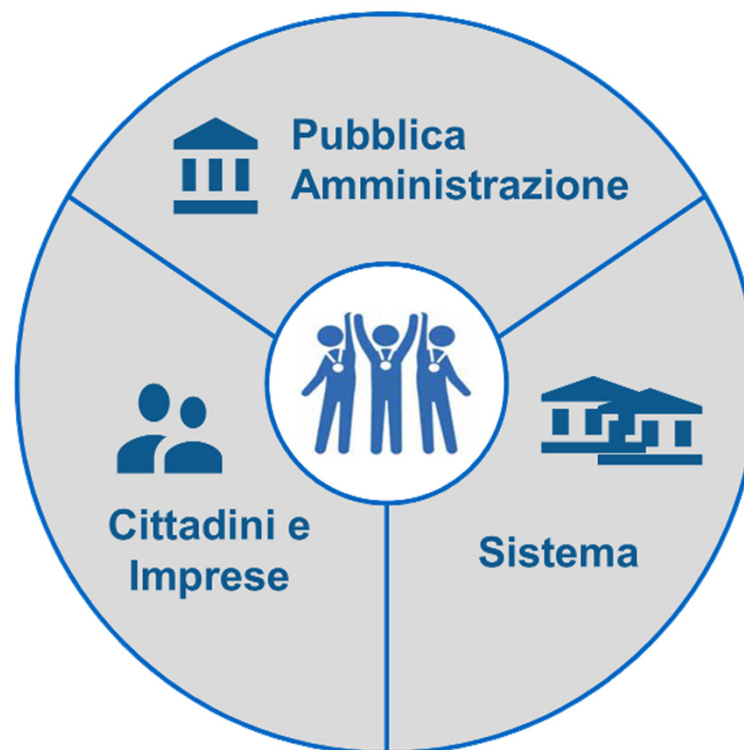 Pubblica
Amministrazione
Cittadini e
Imprese
Sistema